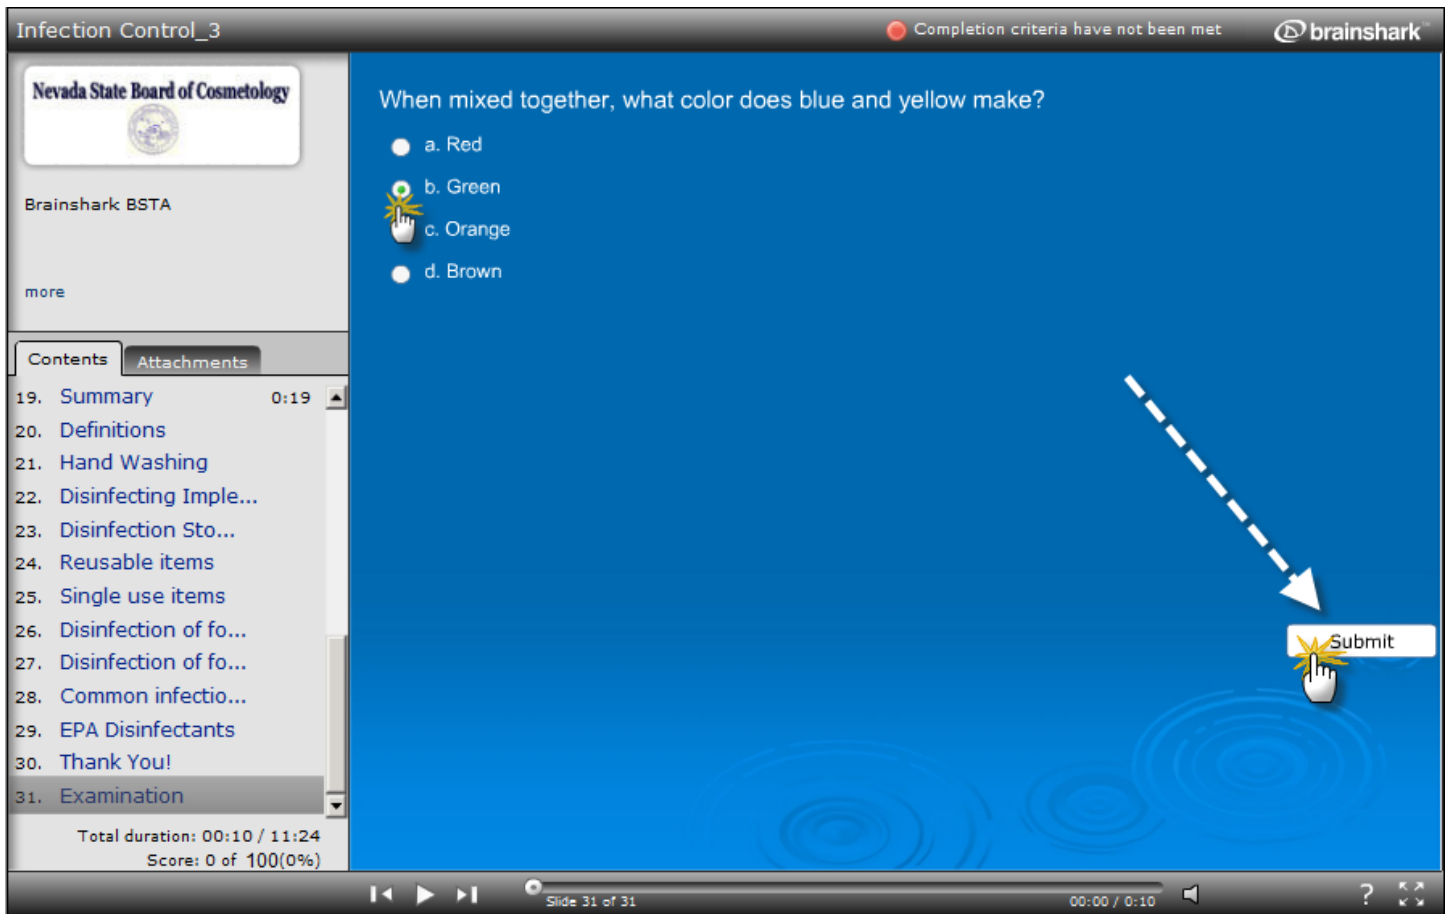 Infection Control_3
Completion criteria have not been met
brainshark
Nevada State Board of Cosmetology
Brainshark BSTA
more
Contents
Attachments
19. Summary 0:19
20. Definitions
21. Hand Washing
22. Disinfecting Imple...
23. Disinfection Sto...
24. Reusable items
25. Single use items
26. Disinfection of fo...
27. Disinfection of fo...
28. Common infectio...
29. EPA Disinfectants
30. Thank You!
31. Examination
Total duration: 00:10 / 11:24
Score: 0 of 100(0%)
When mixed together, what color does blue and yellow make?
a. Red
b. Green
c. Orange
d. Brown
Submit
Slide 31 of 31
00:00 / 0:10
?